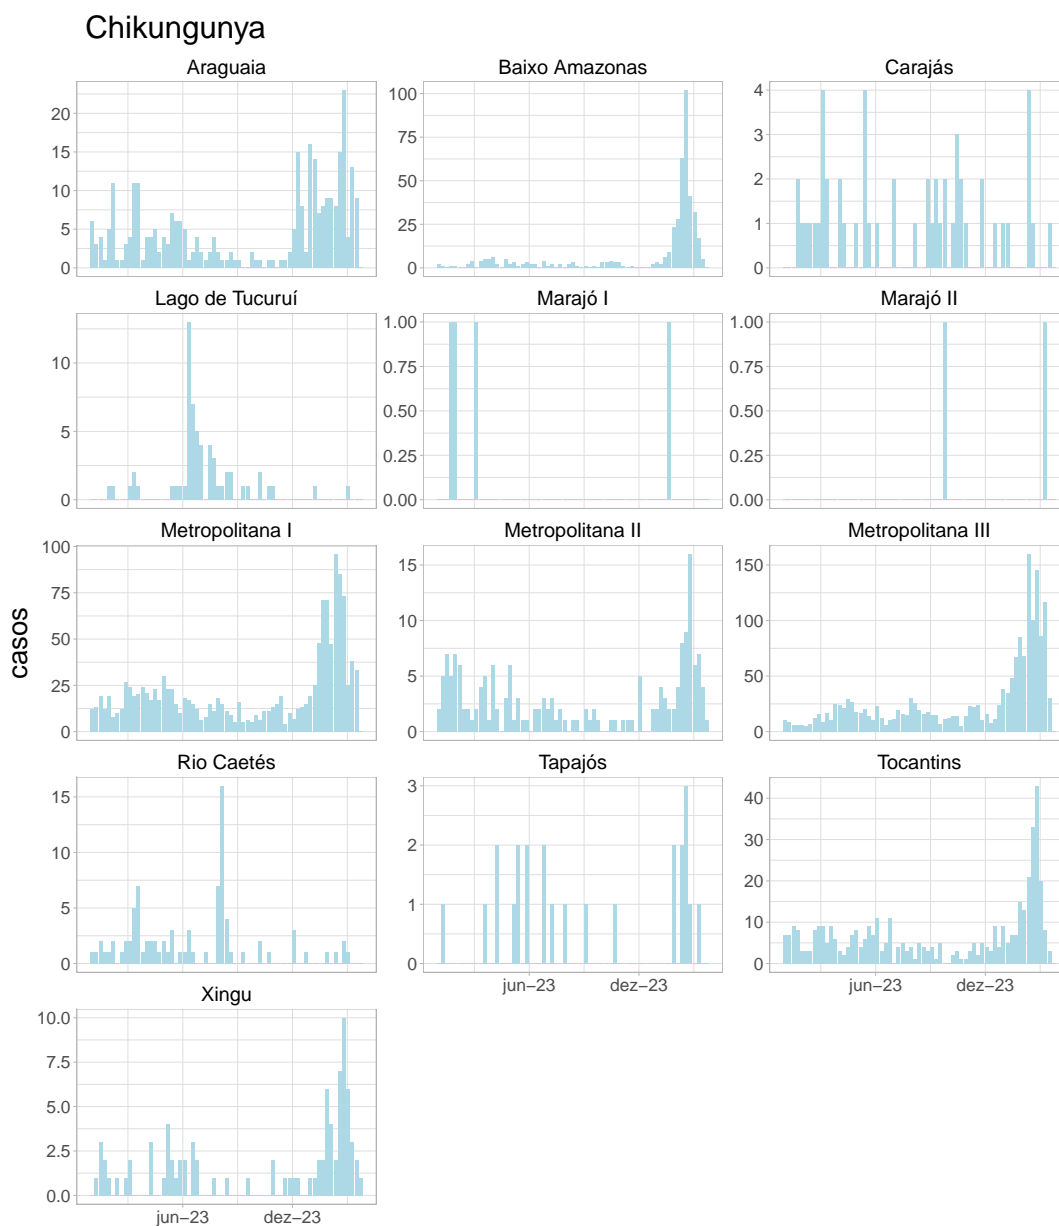 Chikungunya
Araguaia
Baixo Amazonas
Carajás
20
15
10
5
0
100
75
50
25
0
4
3
2
1
0
Lago de Tucuruí
Marajó I
Marajó II
10
5
0
1.00
0.75
0.50
0.25
0.00
1.00
0.75
0.50
0.25
0.00
Metropolitana I
Metropolitana II
Metropolitana III
100
75
50
25
0
15
10
5
0
150
100
50
0
casos
Rio Caetés
Tapajós
Tocantins
15
10
5
0
3
2
1
0
40
30
20
10
0
jun−23
dez−23
jun−23
dez−23
Xingu
10.0
7.5
5.0
2.5
0.0
jun−23
dez−23